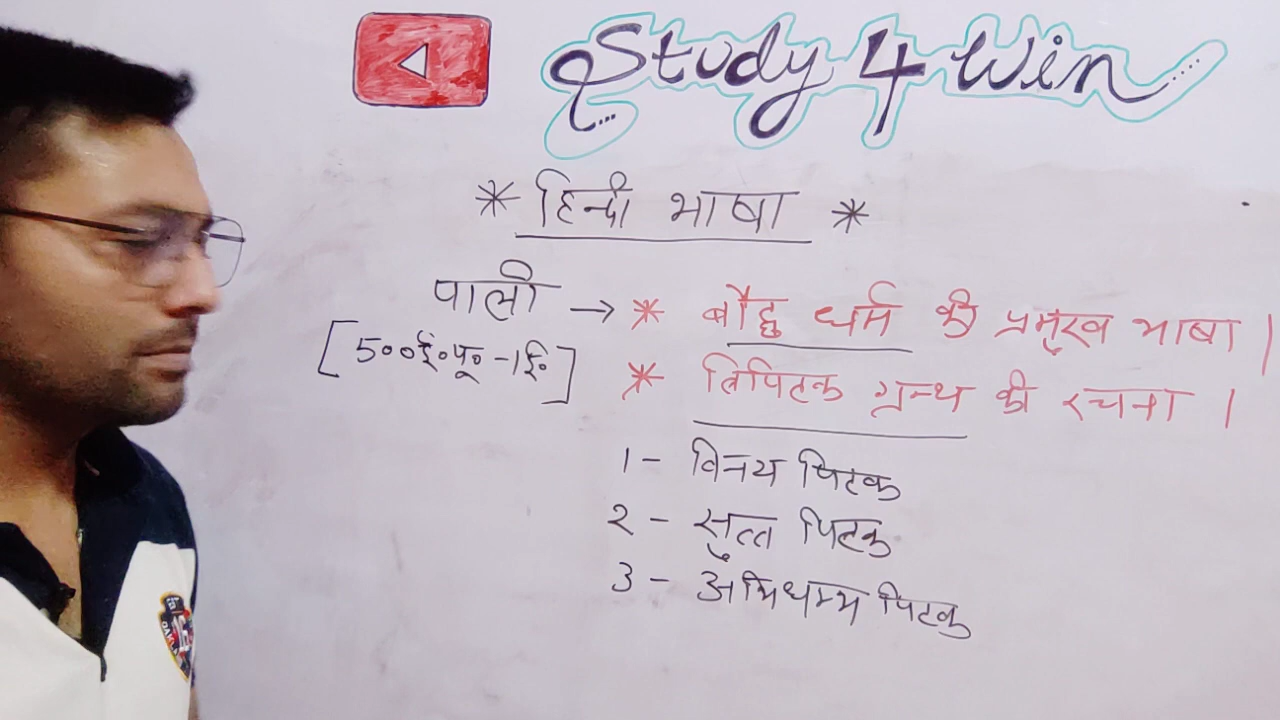 Study 4 Win
* हिन्दी भाषा *
पाली → * बौद्ध धर्म की प्रमुख भाषा।
[500ई०पू०-1ई०] * त्रिपिटक ग्रन्थ की रचना।
1- विनय पिटक
२- सुत्त पिटक
3- अभिधम्म पिटक